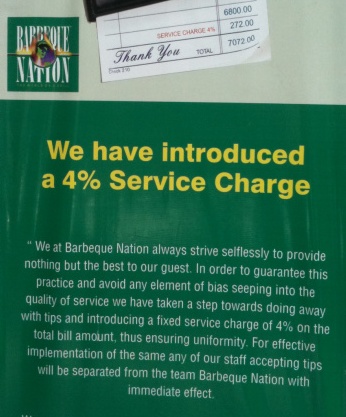 6800.00
SERVICE CHARGE 4% 272.00
Thank You TOTAL 7072.00
BARBEQUE
NATION
We have introduced
a 4% Service Charge
" We at Barbeque Nation always strive selflessly to provide
nothing but the best to our guest. In order to guarantee this
practice and avoid any element of bias seeping into the
quality of service we have taken a step towards doing away
with tips and introducing a fixed service charge of 4% on the
total bill amount, thus ensuring uniformity. For effective
implementation of the same any of our staff accepting tips
will be separated from the team Barbeque Nation with
immediate effect.